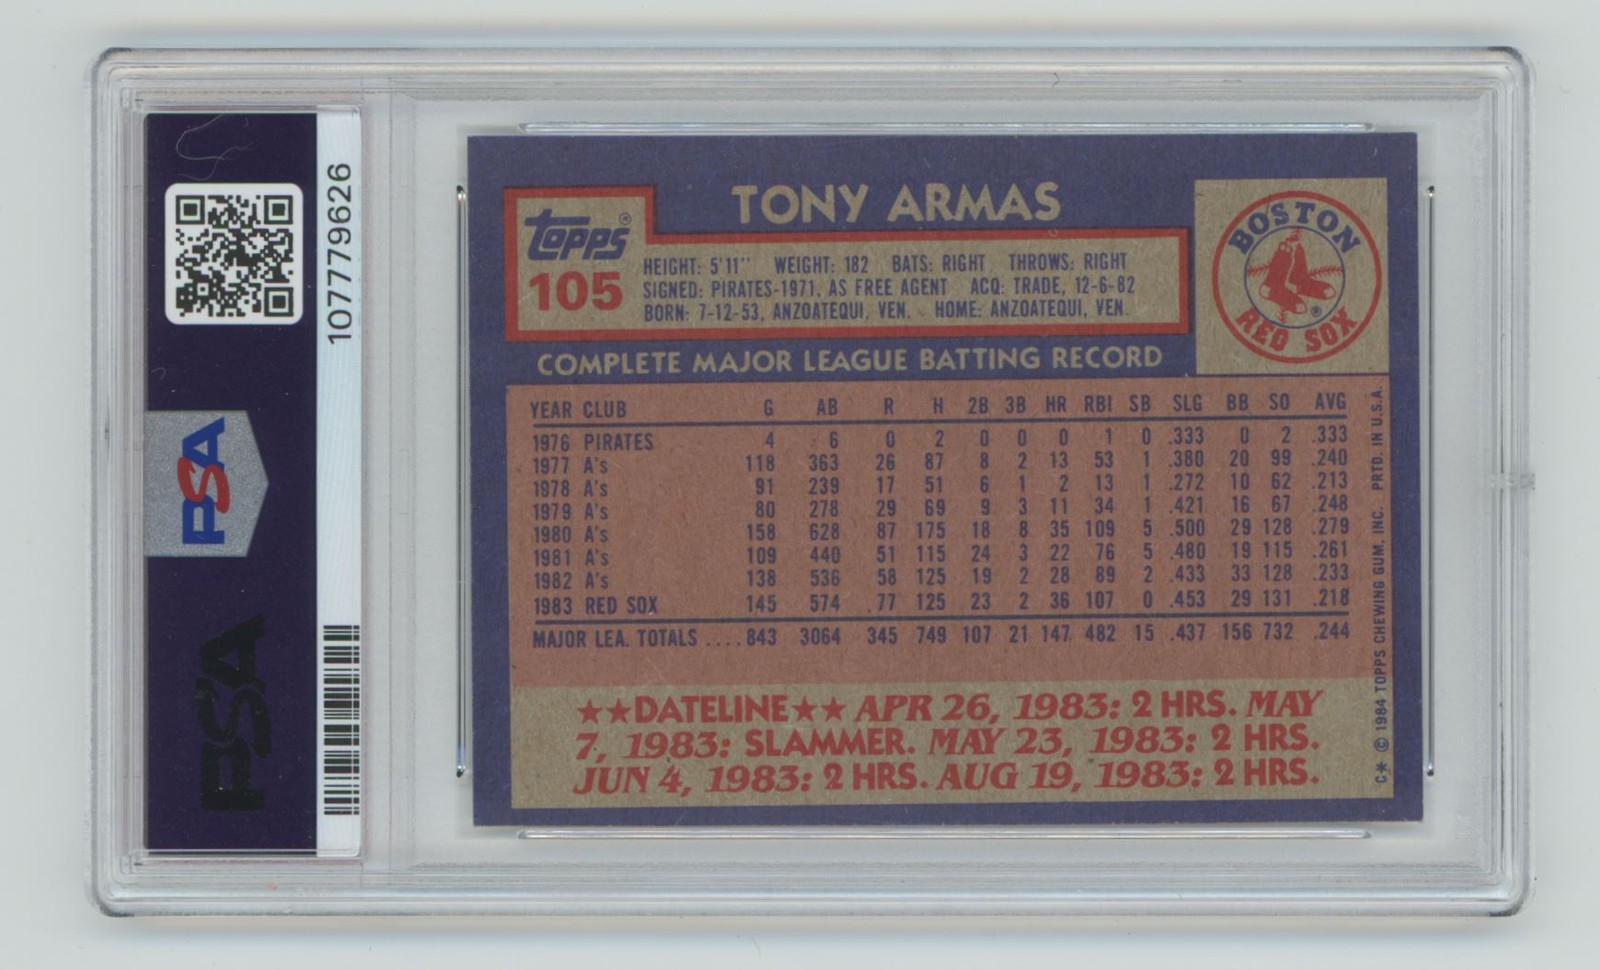 107779626
PSA
PSA
TONY ARMAS
Topps®
105
HEIGHT: 5'11" WEIGHT: 182 BATS: RIGHT THROWS: RIGHT
SIGNED: PIRATES-1971, AS FREE AGENT ACQ: TRADE, 12-6-82
BORN: 7-12-53, ANZOATEQUI, VEN. HOME: ANZOATEQUI, VEN.
BOSTON
RED SOX
®
COMPLETE MAJOR LEAGUE BATTING RECORD
YEAR CLUB G AB R H 2B 3B HR RBI SB SLG BB SO AVG
1976 PIRATES 4 6 0 2 0 0 0 1 0 .333 0 2 .333
1977 A's 118 363 26 87 8 2 13 53 1 .380 20 99 .240
1978 A's 91 239 17 51 6 1 2 13 1 .272 10 62 .213
1979 A's 80 278 29 69 9 3 11 34 1 .421 16 67 .248
1980 A's 158 628 87 175 18 8 35 109 5 .500 29 128 .279
1981 A's 109 440 51 115 24 3 22 76 5 .480 19 115 .261
1982 A's 138 536 58 125 19 2 28 89 2 .433 33 128 .233
1983 RED SOX 145 574 77 125 23 2 36 107 0 .453 29 131 .218
MAJOR LEA. TOTALS .... 843 3064 345 749 107 21 147 482 15 .437 156 732 .244
★★DATELINE★★ APR 26, 1983: 2 HRS. MAY
7, 1983: SLAMMER. MAY 23, 1983: 2 HRS.
JUN 4, 1983: 2 HRS. AUG 19, 1983: 2 HRS.
C* © 1984 TOPPS CHEWING GUM, INC. PRTD. IN U.S.A.